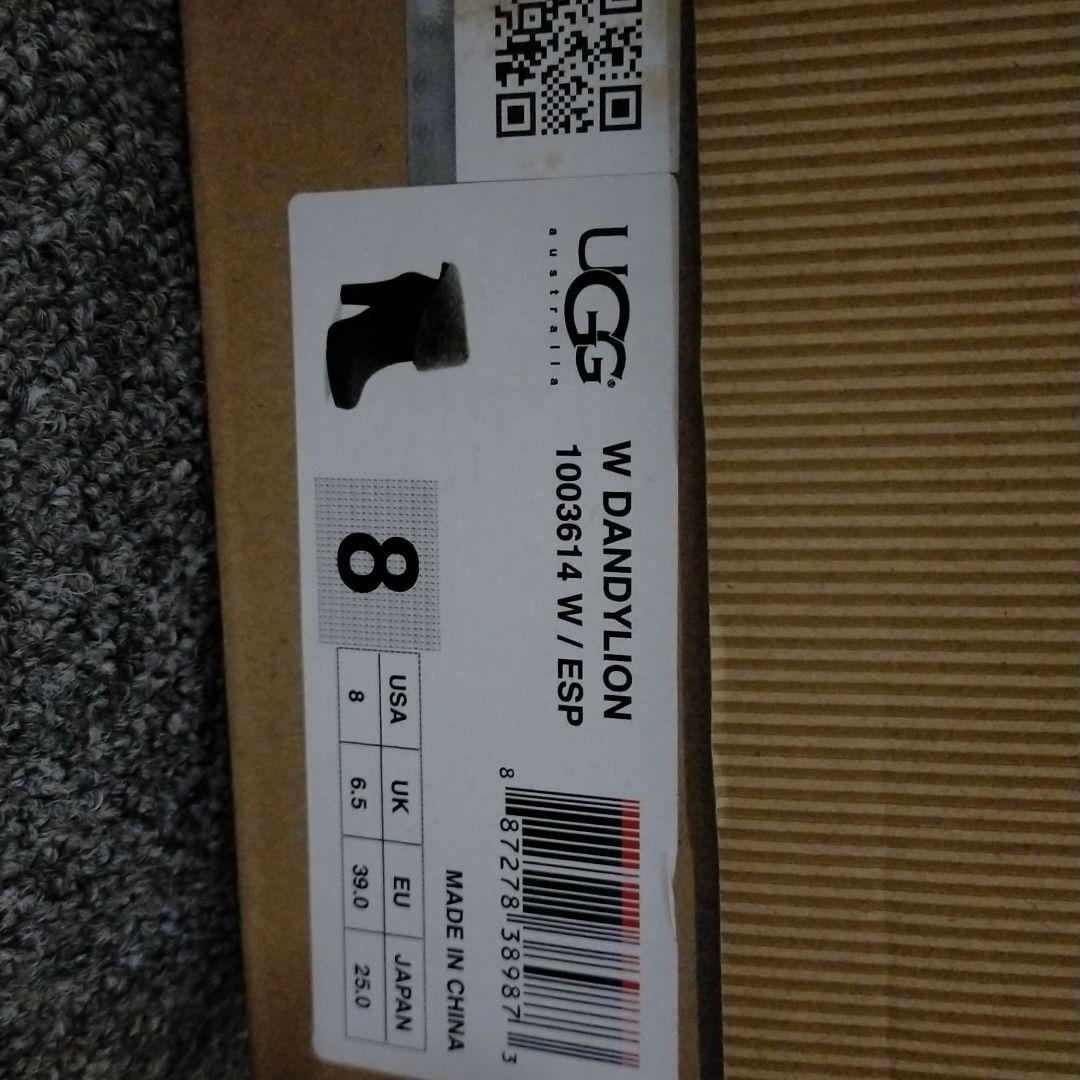 UGG®
australia
W DANDYLION
1003614 W / ESP
8
USA UK EU JAPAN
8 6.5 39.0 25.0
MADE IN CHINA
8 87278 38987 3